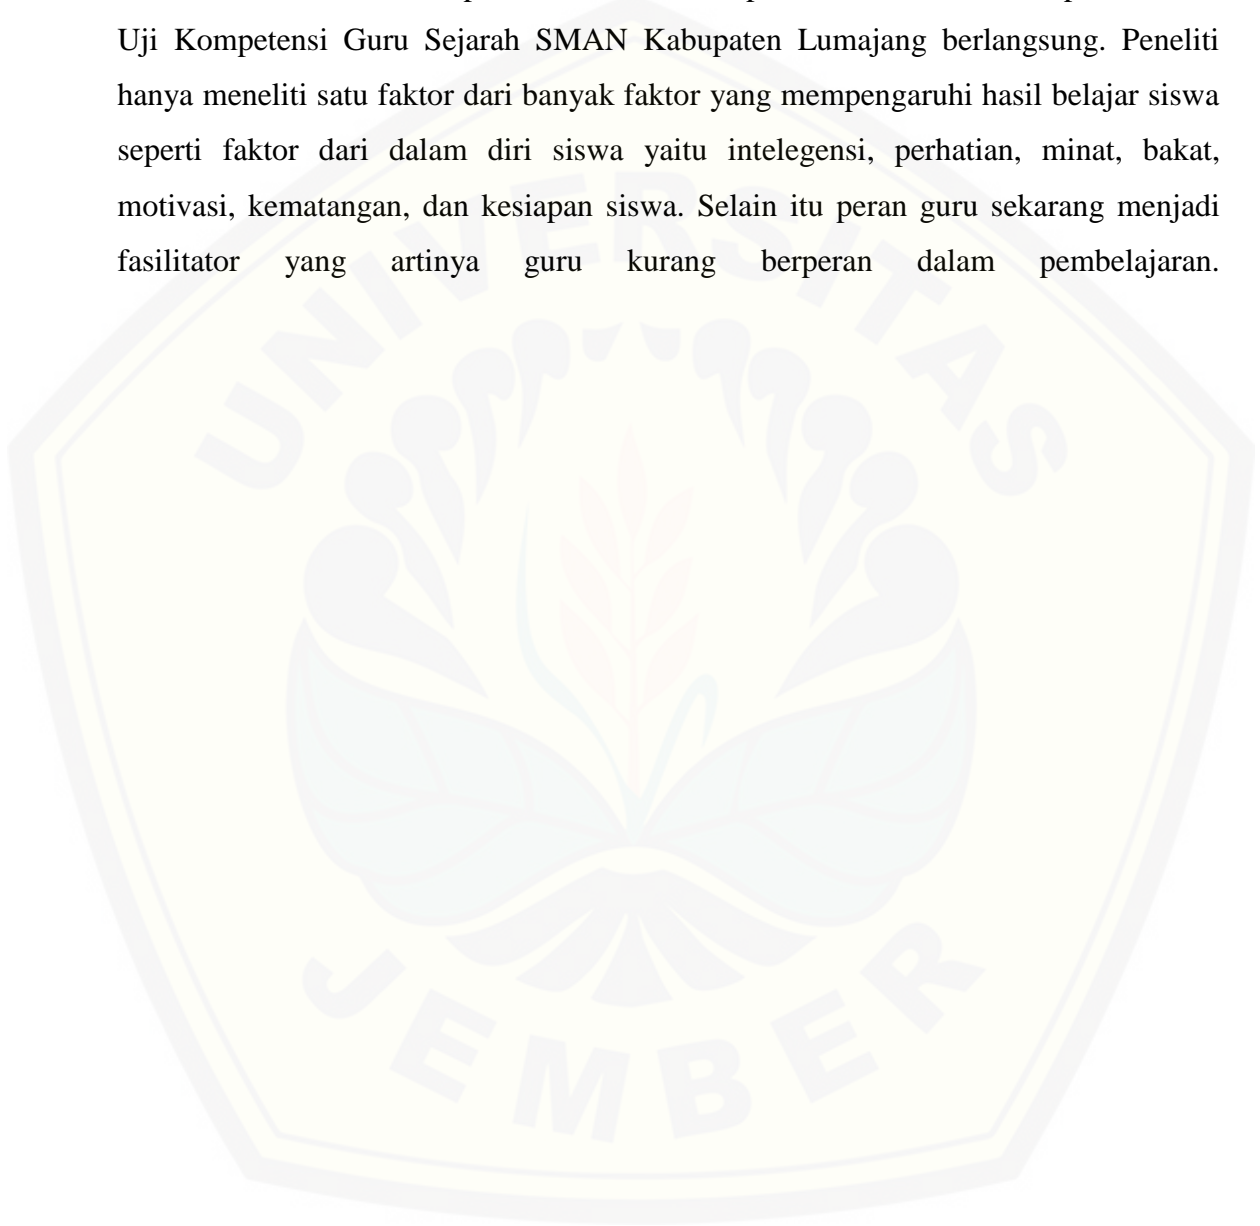 Uji Kompetensi Guru Sejarah SMAN Kabupaten Lumajang berlangsung. Peneliti
hanya meneliti satu faktor dari banyak faktor yang mempengaruhi hasil belajar siswa
seperti faktor dari dalam diri siswa yaitu intelegensi, perhatian, minat, bakat,
motivasi, kematangan, dan kesiapan siswa. Selain itu peran guru sekarang menjadi
fasilitator yang artinya guru kurang berperan dalam pembelajaran.
UNIVERSITAS
JEMBER